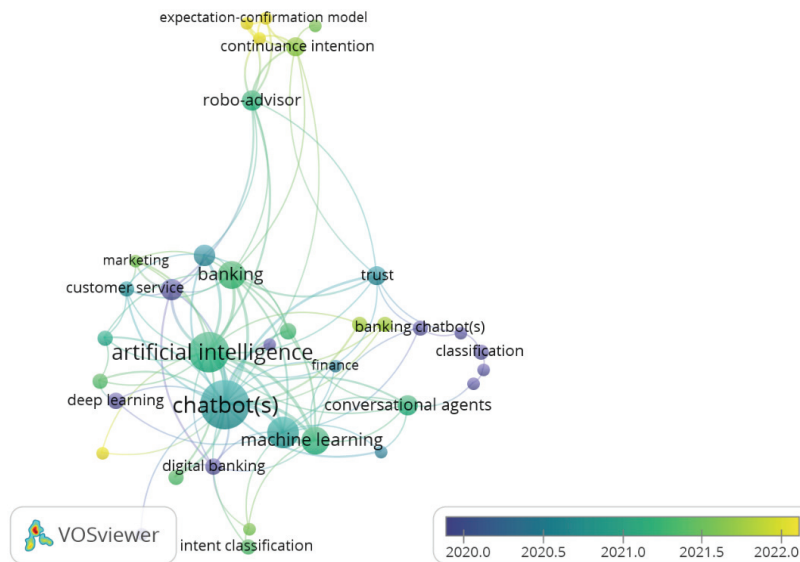 expectation-confirmation model
continuance intention
robo-advisor
marketing
banking
trust
customer service
banking chatbot(s)
artificial intelligence
classification
finance
deep learning
chatbot(s)
conversational agents
machine learning
digital banking
intent classification
VOSviewer
2020.0 2020.5 2021.0 2021.5 2022.0